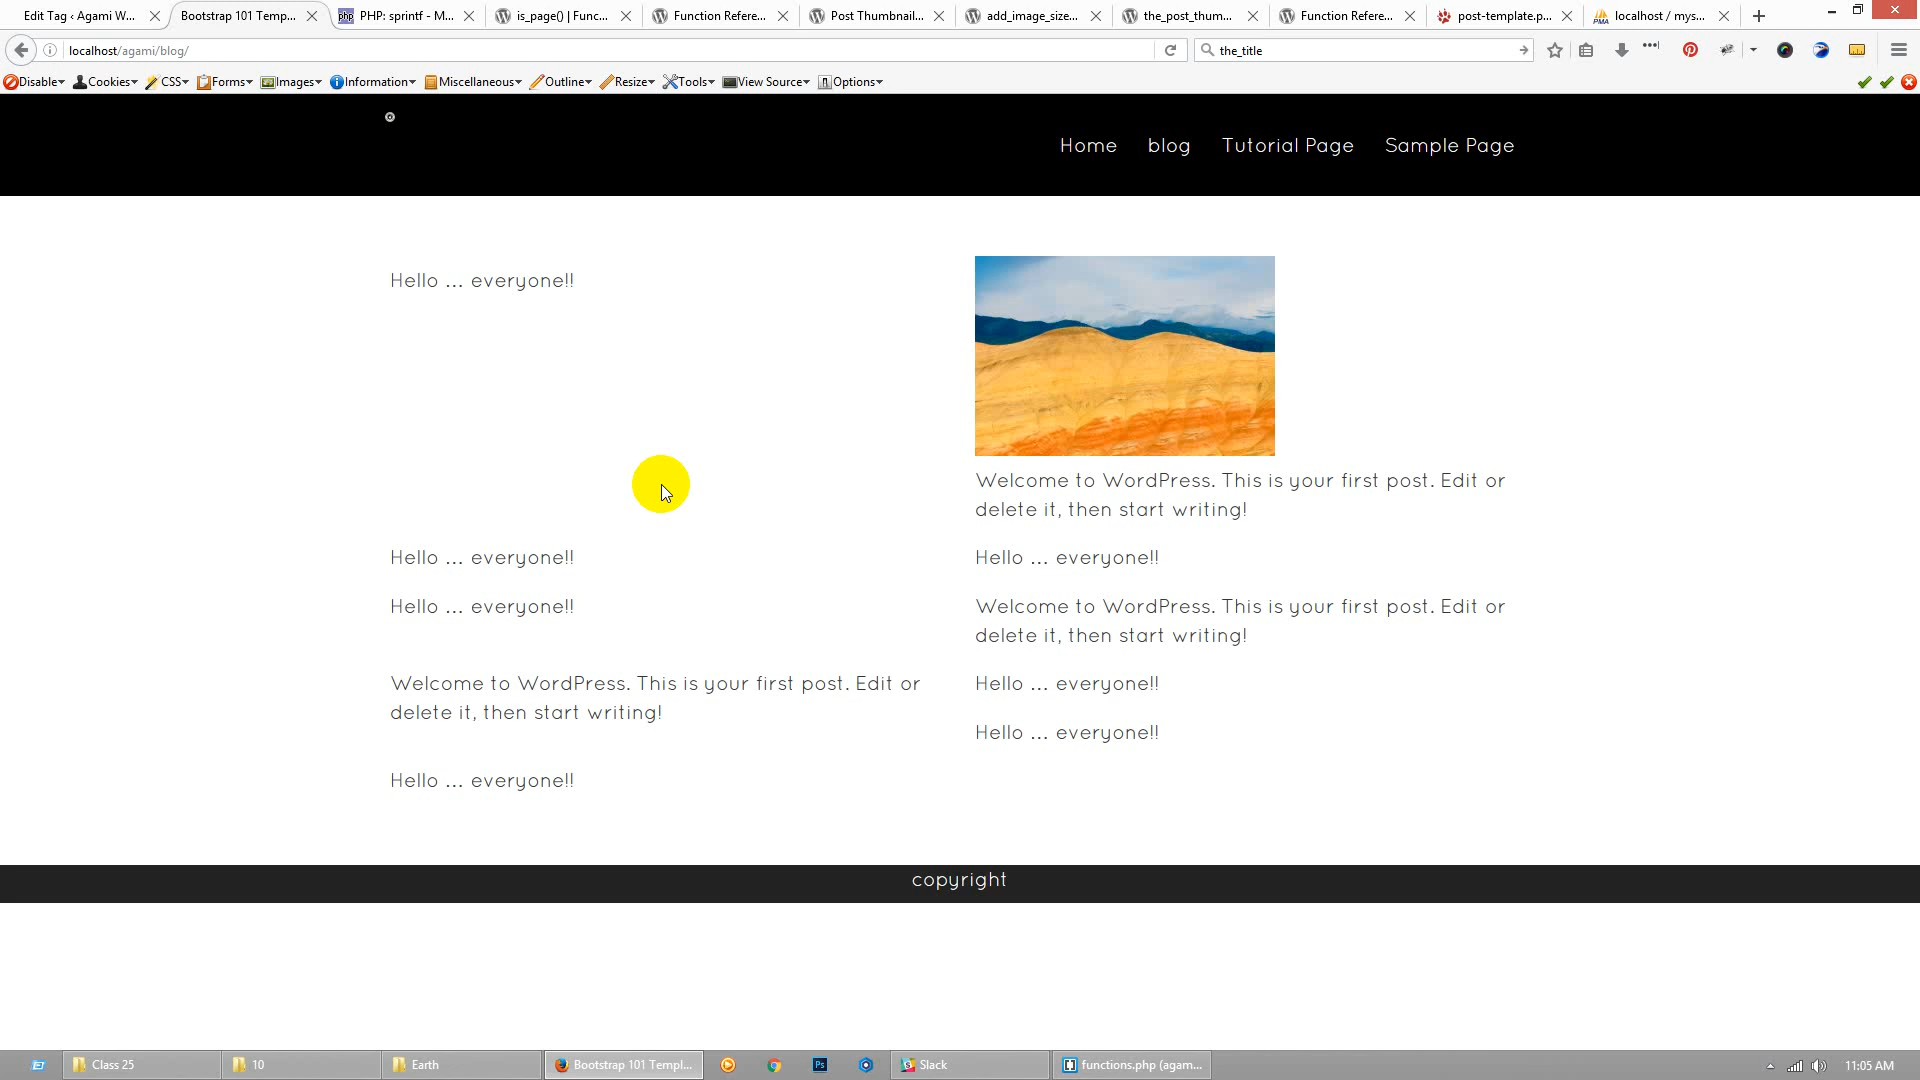 Edit Tag ‹ Agami W...
Bootstrap 101 Temp...
php PHP: sprintf - M...
is_page() | Func...
Function Refere...
Post Thumbnail...
add_image_size...
the_post_thum...
Function Refere...
post-template.p...
PMA localhost / mys...
localhost/agami/blog/
the_title
Disable
Cookies
CSS
Forms
Images
Information
Miscellaneous
Outline
Resize
Tools
View Source
Options
Home
blog
Tutorial Page
Sample Page
Hello ... everyone!!
Welcome to WordPress. This is your first post. Edit or
delete it, then start writing!
Hello ... everyone!!
Hello ... everyone!!
Hello ... everyone!!
Welcome to WordPress. This is your first post. Edit or
delete it, then start writing!
Welcome to WordPress. This is your first post. Edit or
delete it, then start writing!
Hello ... everyone!!
Hello ... everyone!!
Hello ... everyone!!
copyright
Class 25
10
Earth
Bootstrap 101 Templ...
Ps
Slack
functions.php (agam...
11:05 AM